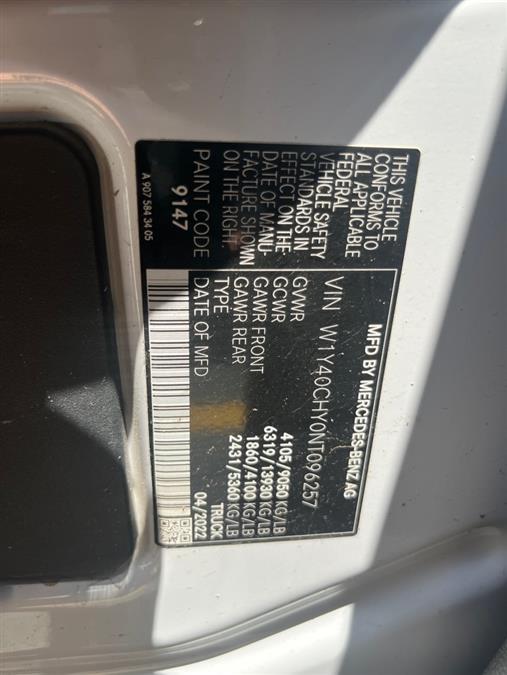 MFD BY MERCEDES-BENZ AG
VIN W1Y40CHY0NT096257
GVWR 4105/9050 KG/LB
GCWR 6319/13930 KG/LB
GAWR FRONT 1860/4100 KG/LB
GAWR REAR 2431/5360 KG/LB
TYPE TRUCK
DATE OF MFD 04/2022
THIS VEHICLE
CONFORMS TO
ALL APPLICABLE
FEDERAL
VEHICLE SAFETY
STANDARDS IN
EFFECT ON THE
DATE OF MANU-
FACTURE SHOWN
ON THE RIGHT.
PAINT CODE
9147
A 907 584 34 05